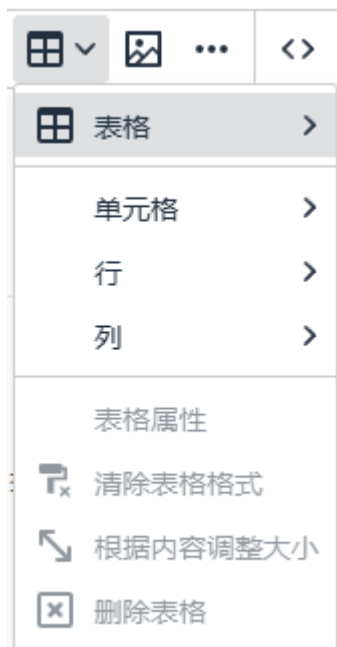 表格
单元格
行
列
表格属性
清除表格格式
根据内容调整大小
删除表格